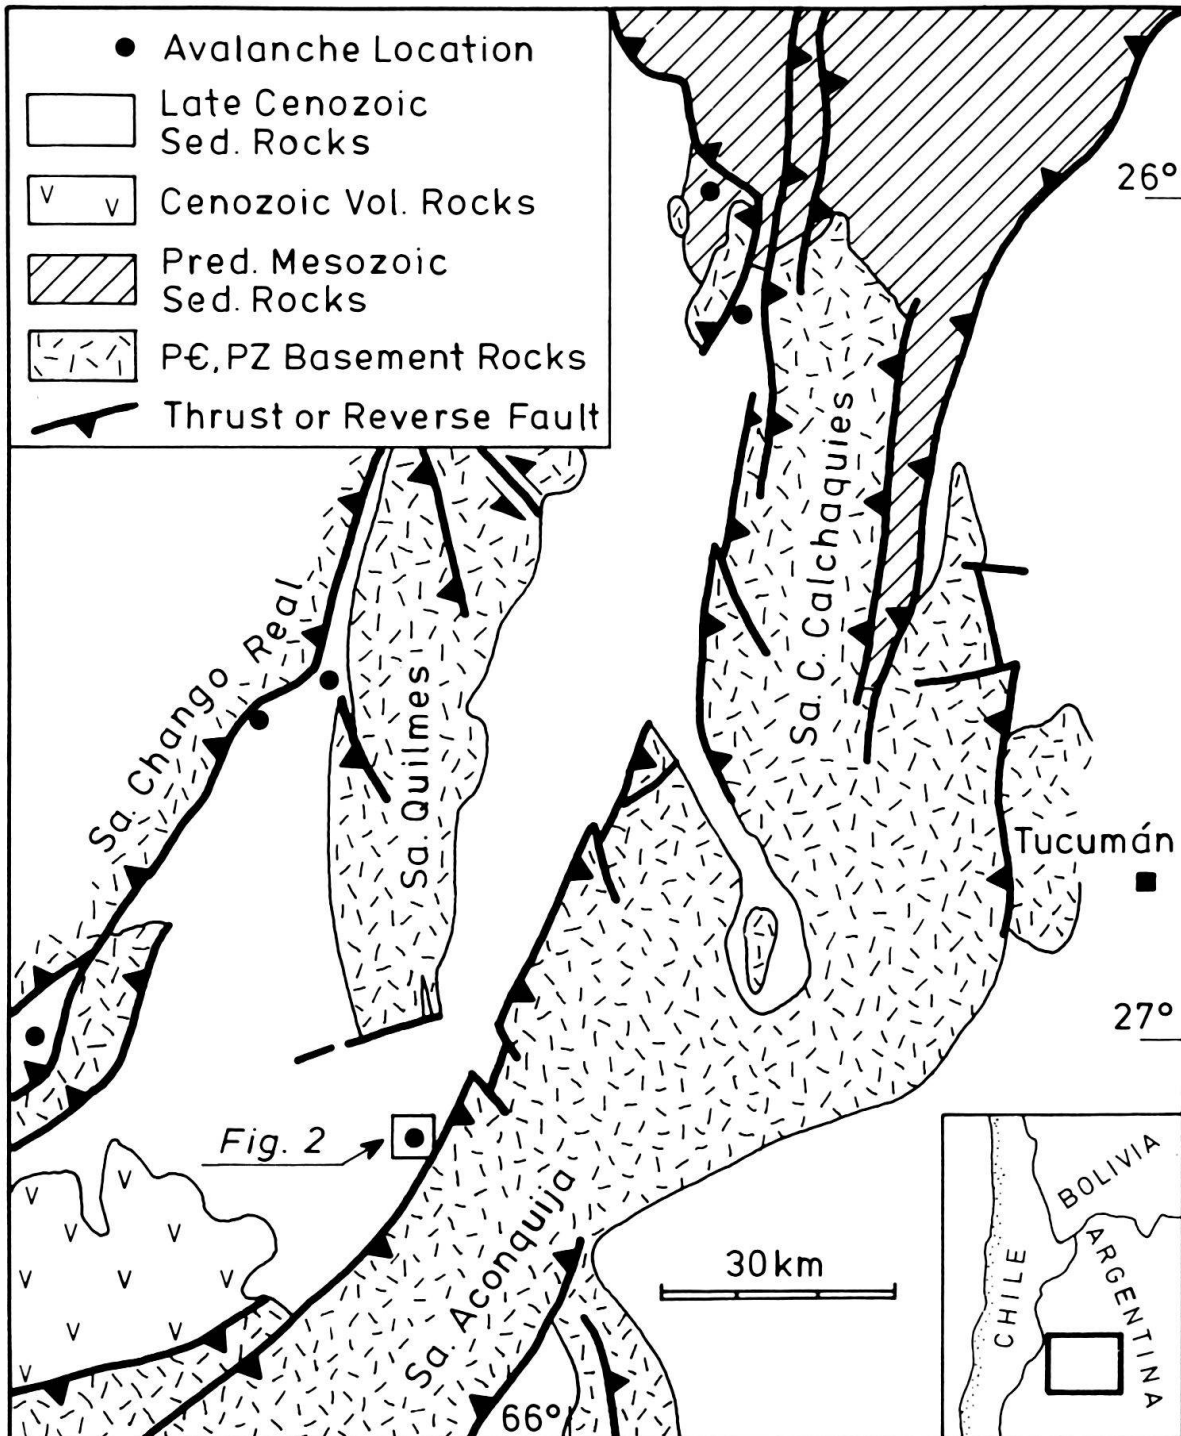 Avalanche Location
Late Cenozoic
Sed. Rocks
v v
Cenozoic Vol. Rocks
Pred. Mesozoic
Sed. Rocks
P€, PZ Basement Rocks
Thrust or Reverse Fault
26°
Sa. C. Calchaquies
Sa. Chango Real
Sa. Quilmes
Tucumán
27°
Fig. 2
Sa. Aconquija
v v
v v
v v v
v v
v
30 km
66°
BOLIVIA
CHILE
ARGENTINA